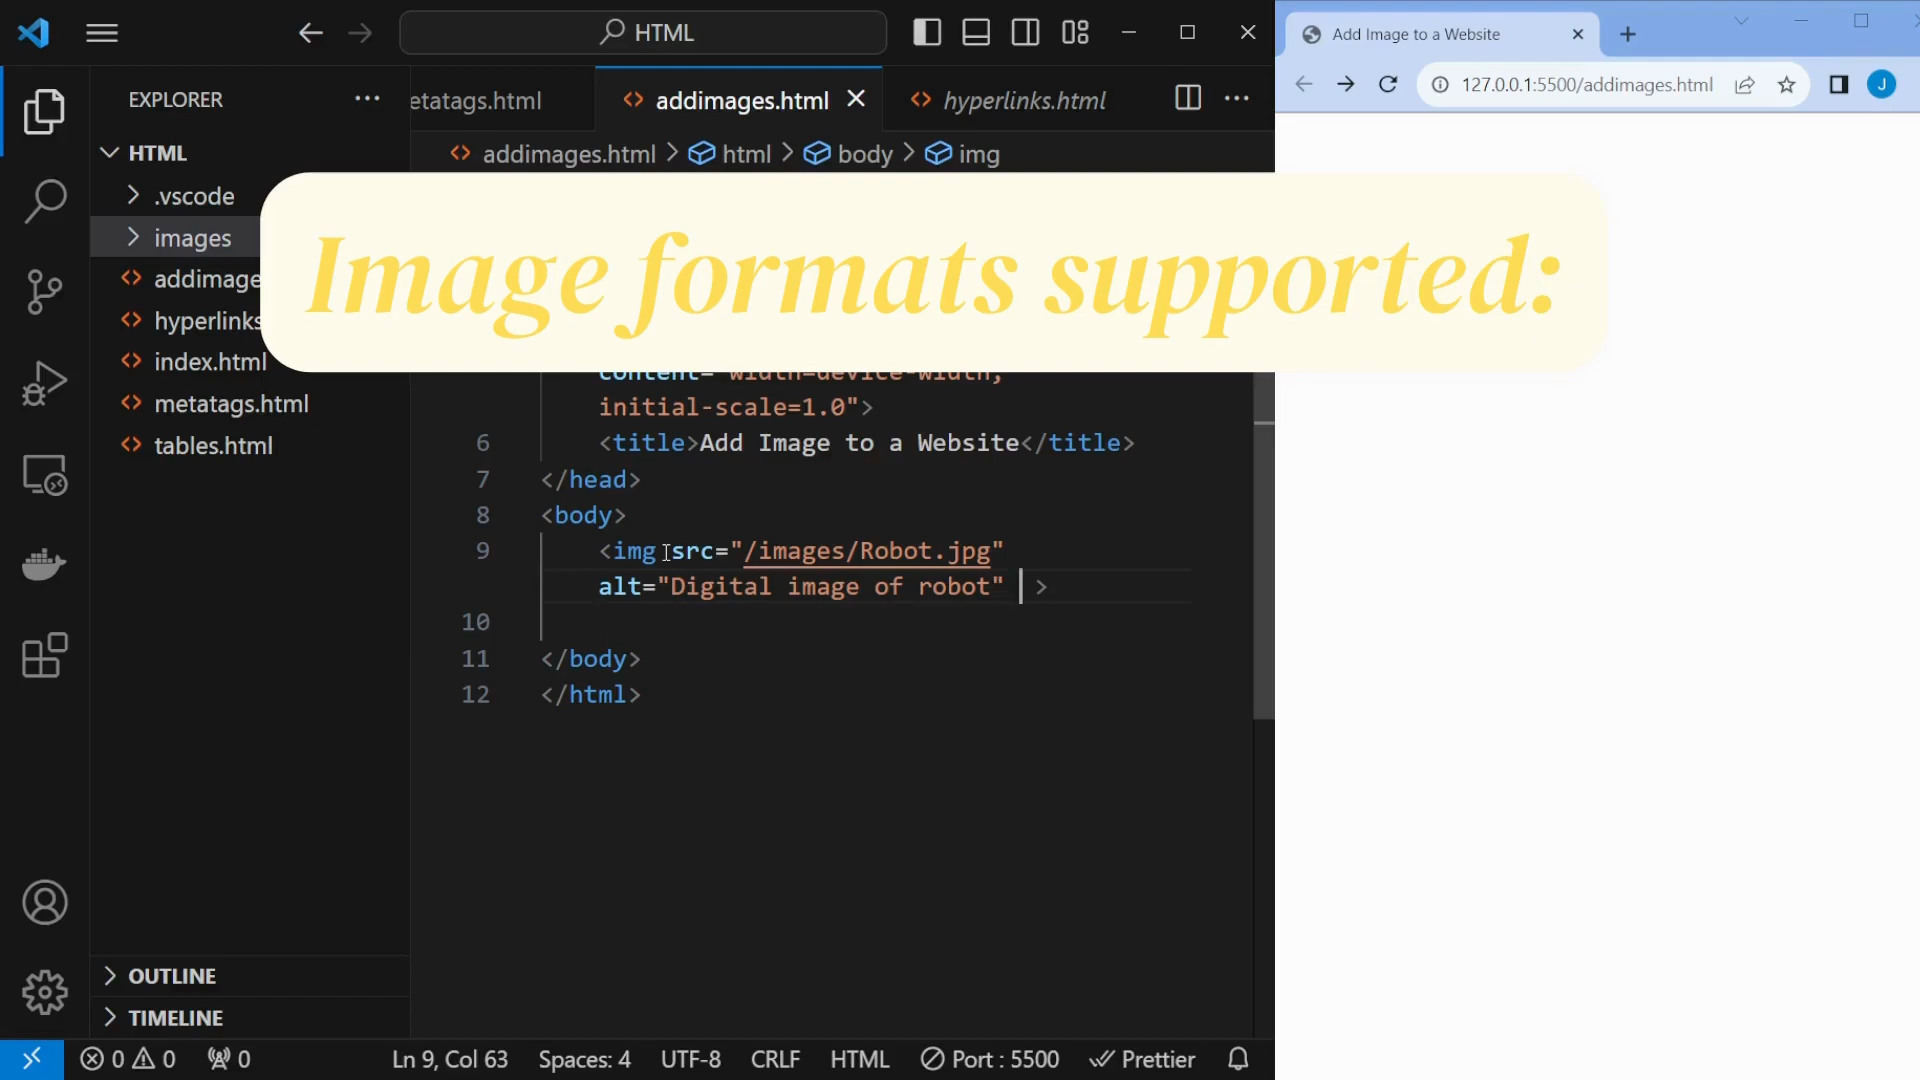 HTML
Add Image to a Website
EXPLORER
etatags.html
addimages.html
hyperlinks.html
127.0.0.1:5500/addimages.html
J
HTML
addimages.html > html > body > img
.vscode
images
addimage
hyperlinks
index.html
metatags.html
tables.html
Image formats supported:
content="width=device-width,
initial-scale=1.0">
6 <title>Add Image to a Website</title>
7 </head>
8 <body>
9 <img src="/images/Robot.jpg"
alt="Digital image of robot" >
10
11 </body>
12 </html>
OUTLINE
TIMELINE
0 0 0 Ln 9, Col 63 Spaces: 4 UTF-8 CRLF HTML Port : 5500 Prettier